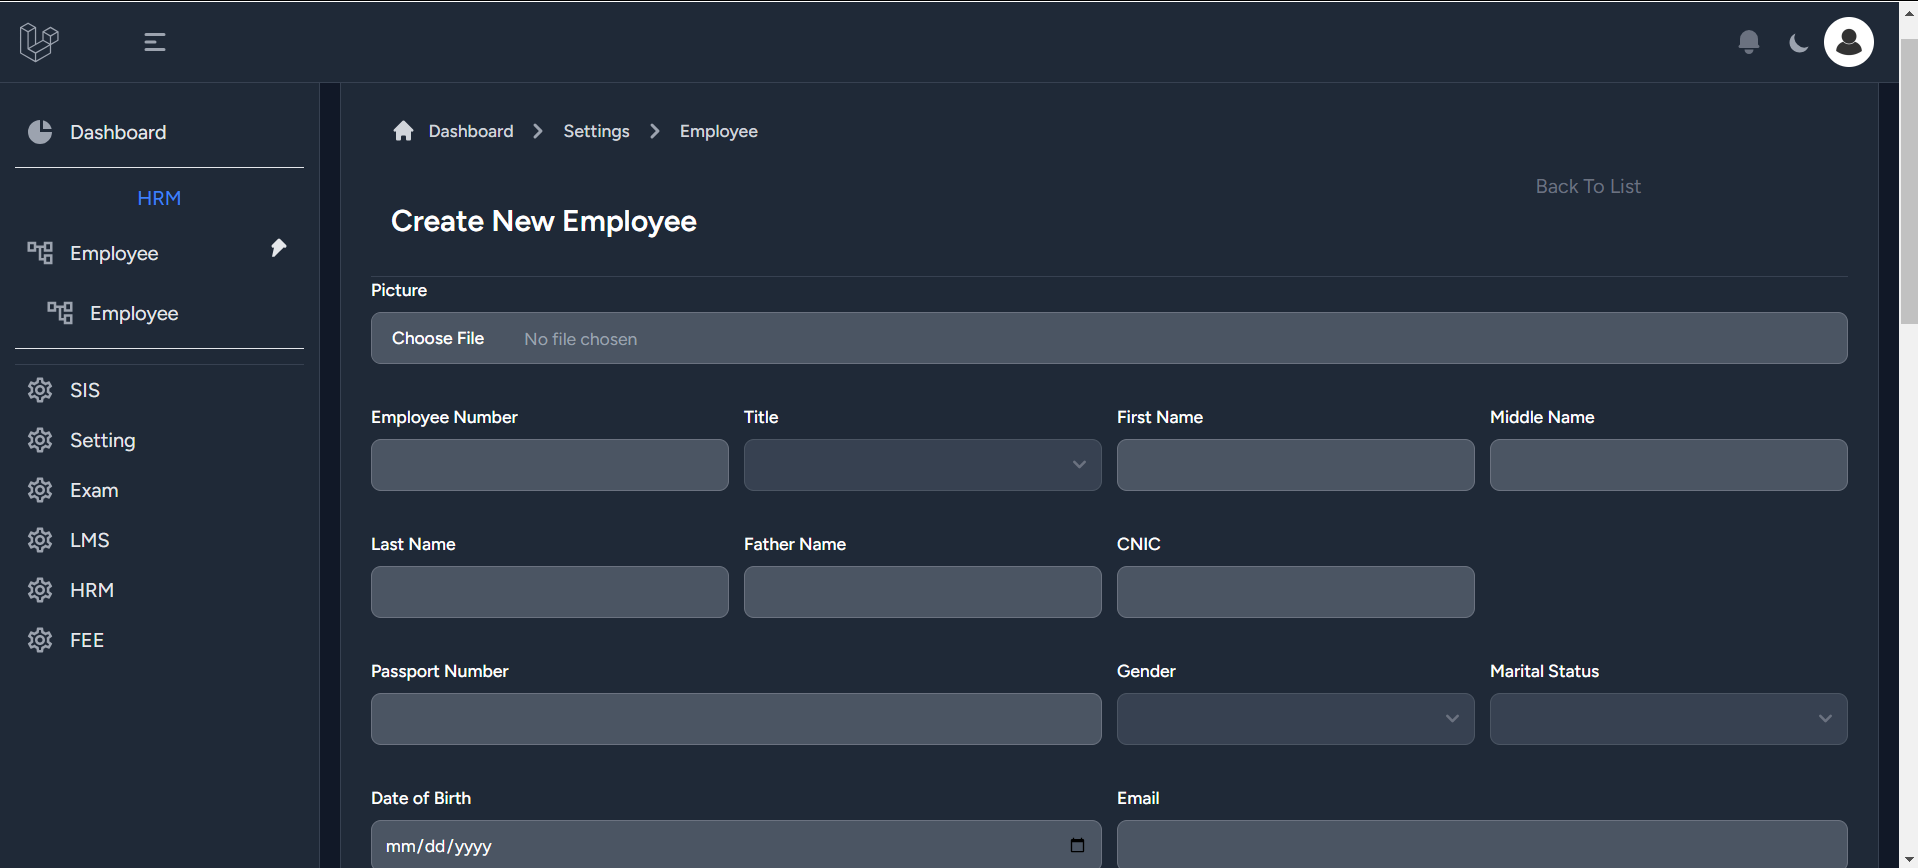 Dashboard
HRM
Employee
Employee
SIS
Setting
Exam
LMS
HRM
FEE
Dashboard Settings Employee
Back To List
Create New Employee
Picture
Choose File No file chosen
Employee Number Title First Name Middle Name
Last Name Father Name CNIC
Passport Number Gender Marital Status
Date of Birth Email
mm/dd/yyyy